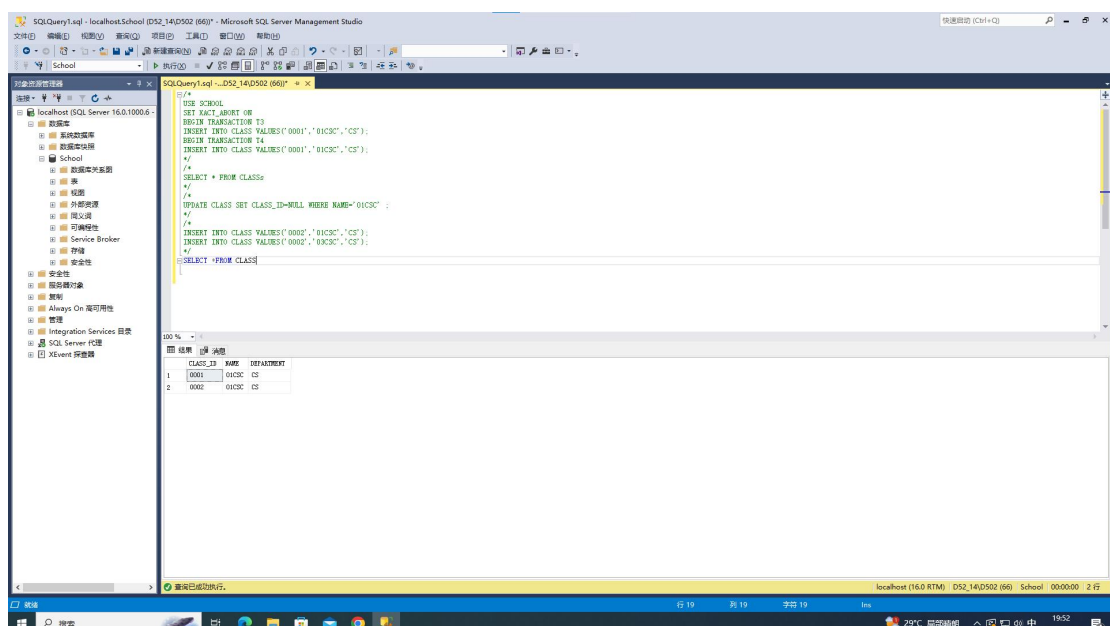 SQLQuery1.sql - localhost.School (D52_14\D502 (66))* - Microsoft SQL Server Management Studio
快速启动 (Ctrl+Q)
文件(F) 编辑(E) 视图(V) 查询(Q) 项目(P) 工具(T) 窗口(W) 帮助(H)
新建查询(N)
School
执行(X)
对象资源管理器
SQLQuery1.sql -...D52_14\D502 (66))*
连接
localhost (SQL Server 16.0.1000.6 -
数据库
系统数据库
数据库快照
School
数据库关系图
表
视图
外部资源
同义词
可编程性
Service Broker
存储
安全性
安全性
服务器对象
复制
Always On 高可用性
管理
Integration Services 目录
SQL Server 代理
XEvent 探查器
/*
USE SCHOOL
SET XACT_ABORT ON
BEGIN TRANSACTION T3
INSERT INTO CLASS VALUES('0001','01CSC','CS');
BEGIN TRANSACTION T4
INSERT INTO CLASS VALUES('0001','01CSC','CS');
*/
/*
SELECT * FROM CLASSs
*/
/*
UPDATE CLASS SET CLASS_ID=NULL WHERE NAME='01CSC' ;
*/
/*
INSERT INTO CLASS VALUES('0002','01CSC','CS');
INSERT INTO CLASS VALUES('0002','03CSC','CS');
*/
SELECT *FROM CLASS
100 %
结果 消息
CLASS_ID NAME DEPARTMENT
1 0001 01CSC CS
2 0002 01CSC CS
查询已成功执行。
localhost (16.0 RTM) D52_14\D502 (66) School 00:00:00 2 行
就绪
行 19 列 19 字符 19 Ins
搜索
29°C 局部晴朗
中
19:52